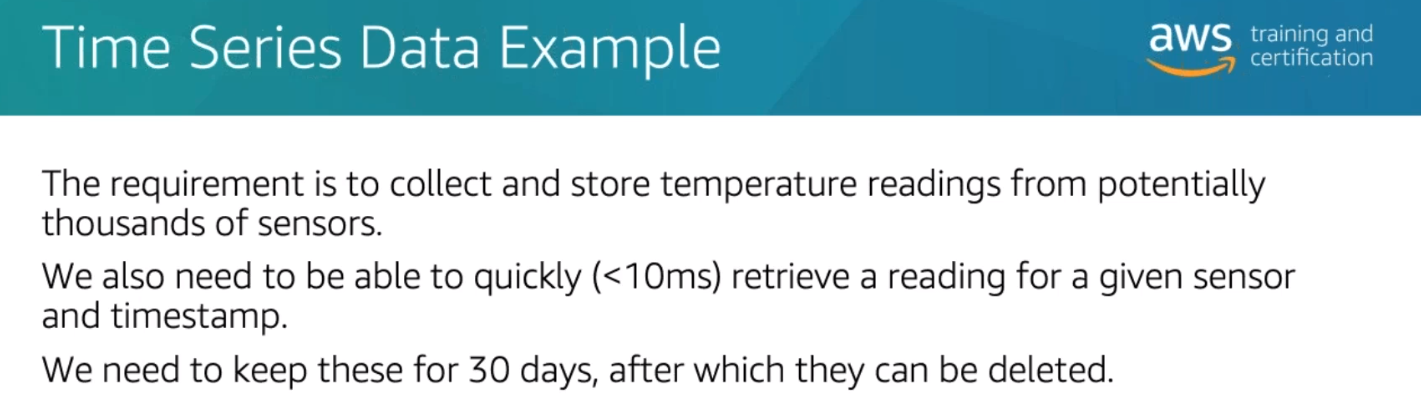 Time Series Data Example
aws training and
certification
The requirement is to collect and store temperature readings from potentially
thousands of sensors.
We also need to be able to quickly (<10ms) retrieve a reading for a given sensor
and timestamp.
We need to keep these for 30 days, after which they can be deleted.